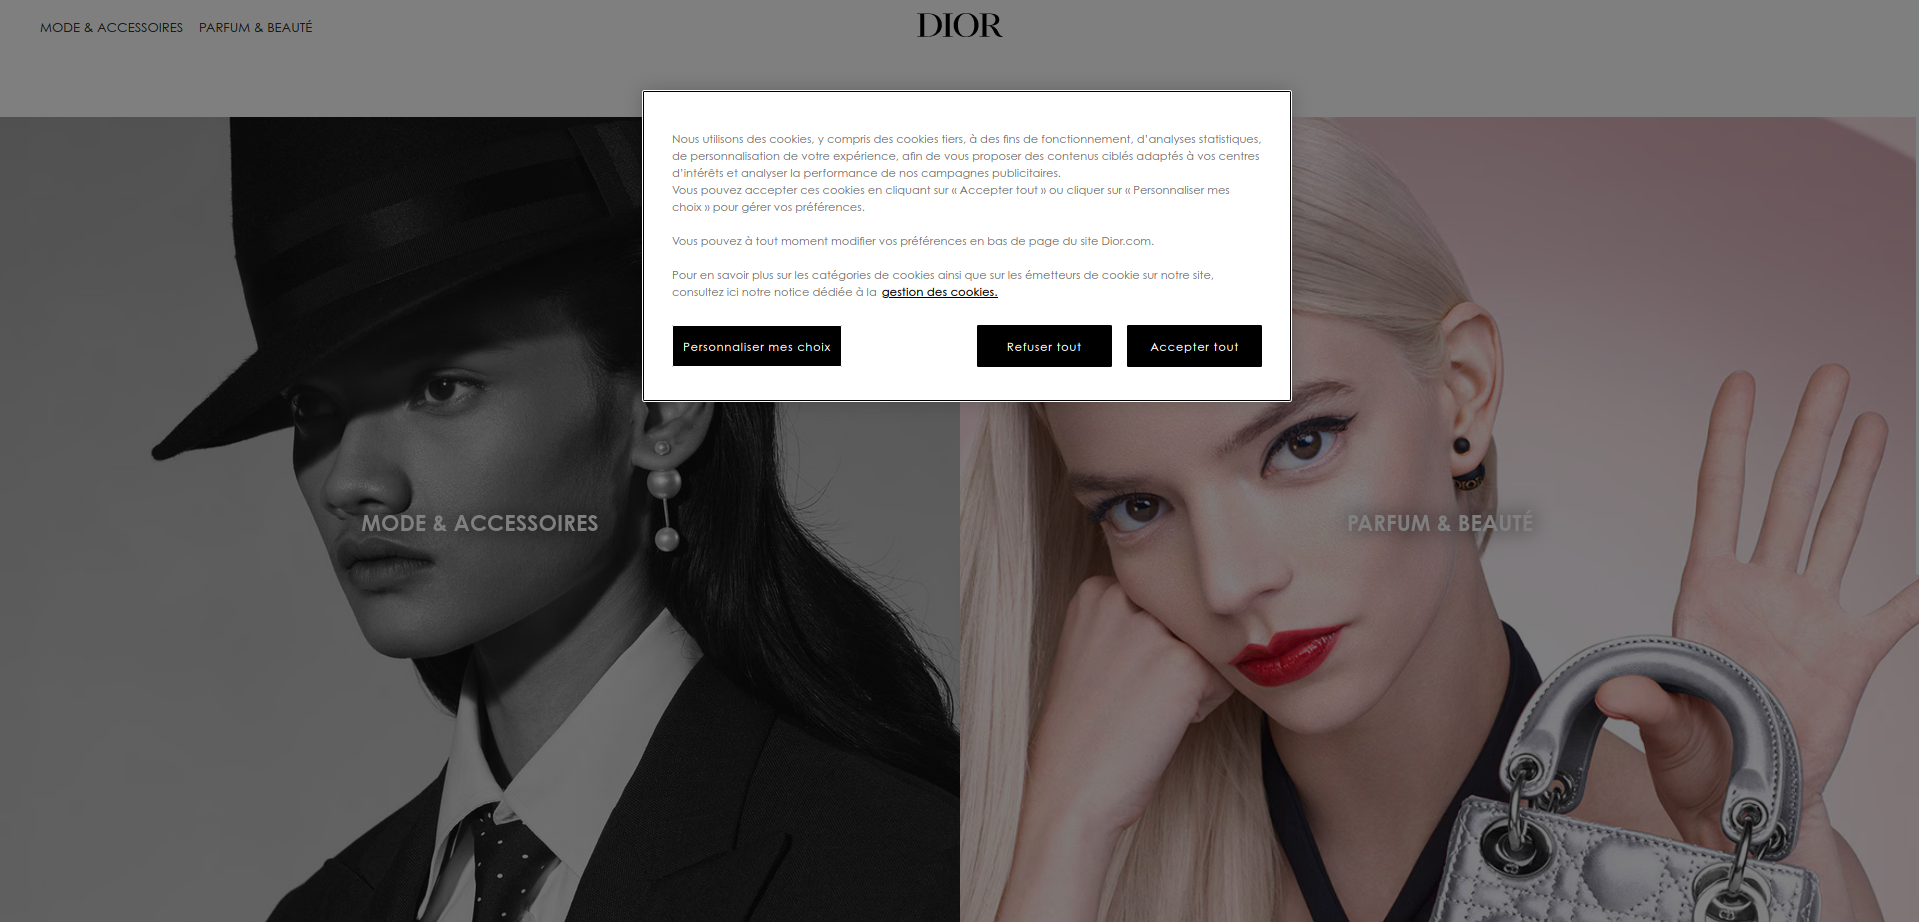 MODE & ACCESSOIRES PARFUM & BEAUTÉ
DIOR
Nous utilisons des cookies, y compris des cookies tiers, à des fins de fonctionnement, d'analyses statistiques,
de personnalisation de votre expérience, afin de vous proposer des contenus ciblés adaptés à vos centres
d'intérêts et analyser la performance de nos campagnes publicitaires.
Vous pouvez accepter ces cookies en cliquant sur « Accepter tout » ou cliquer sur « Personnaliser mes
choix » pour gérer vos préférences.
Vous pouvez à tout moment modifier vos préférences en bas de page du site Dior.com.
Pour en savoir plus sur les catégories de cookies ainsi que sur les émetteurs de cookie sur notre site,
consultez ici notre notice dédiée à la gestion des cookies.
Personnaliser mes choix
Refuser tout
Accepter tout
MODE & ACCESSOIRES
PARFUM & BEAUTÉ
DIOR